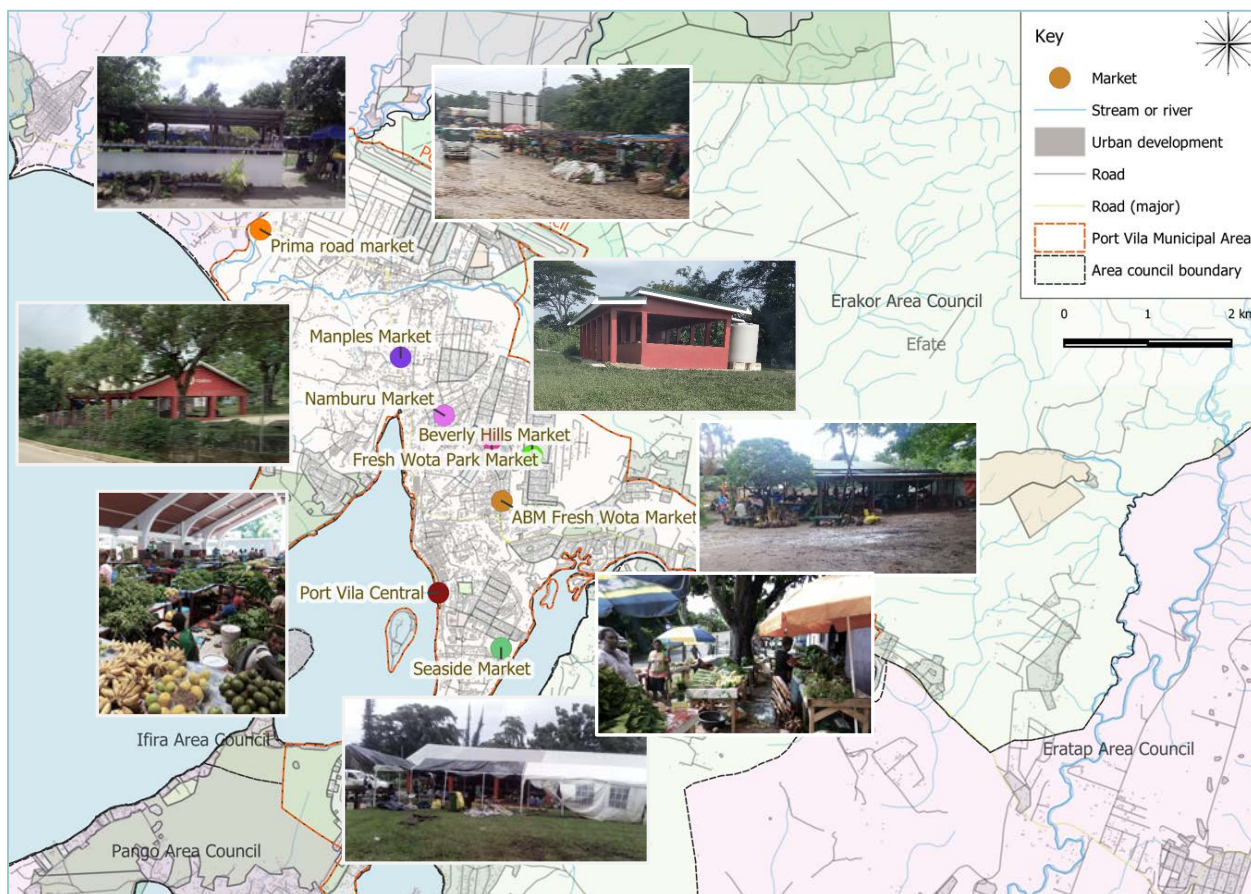 Key
Market
Stream or river
Urban development
Road
Road (major)
Port Vila Municipal Area
Area council boundary
0 1 2 km
Prima road market
Erakor Area Council
Efate
Manples Market
Namburu Market
Beverly Hills Market
Fresh Wota Park Market
ABM Fresh Wota Market
Port Vila Central
Seaside Market
Ifira Area Council
Eratap Area Council
Pango Area Council